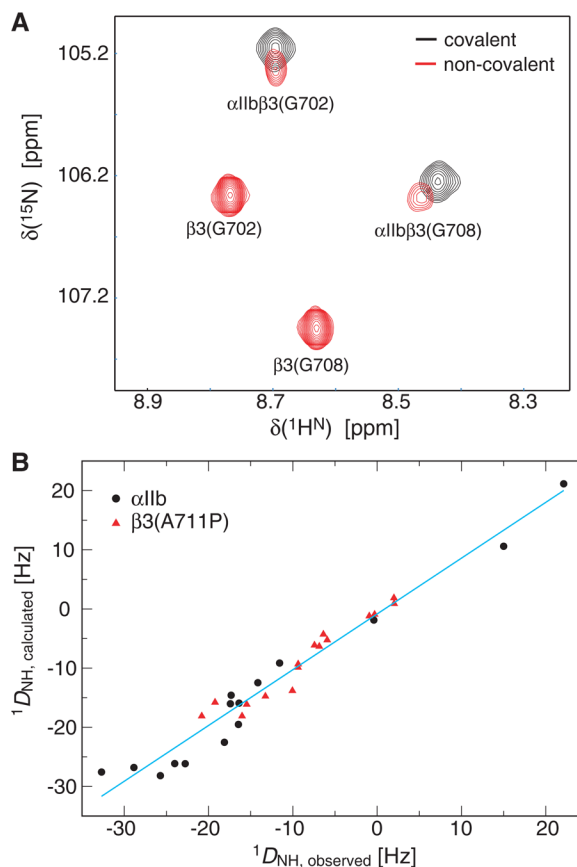 A
covalent
non-covalent
105.2
106.2
107.2
δ(¹⁵N) [ppm]
αIIbβ3(G702)
β3(G702)
αIIbβ3(G708)
β3(G708)
8.9 8.7 8.5 8.3
δ(¹Hᴺ) [ppm]
B
αIIb
β3(A711P)
20
10
0
-10
-20
-30
¹D_NH, calculated [Hz]
-30 -20 -10 0 10 20
¹D_NH, observed [Hz]